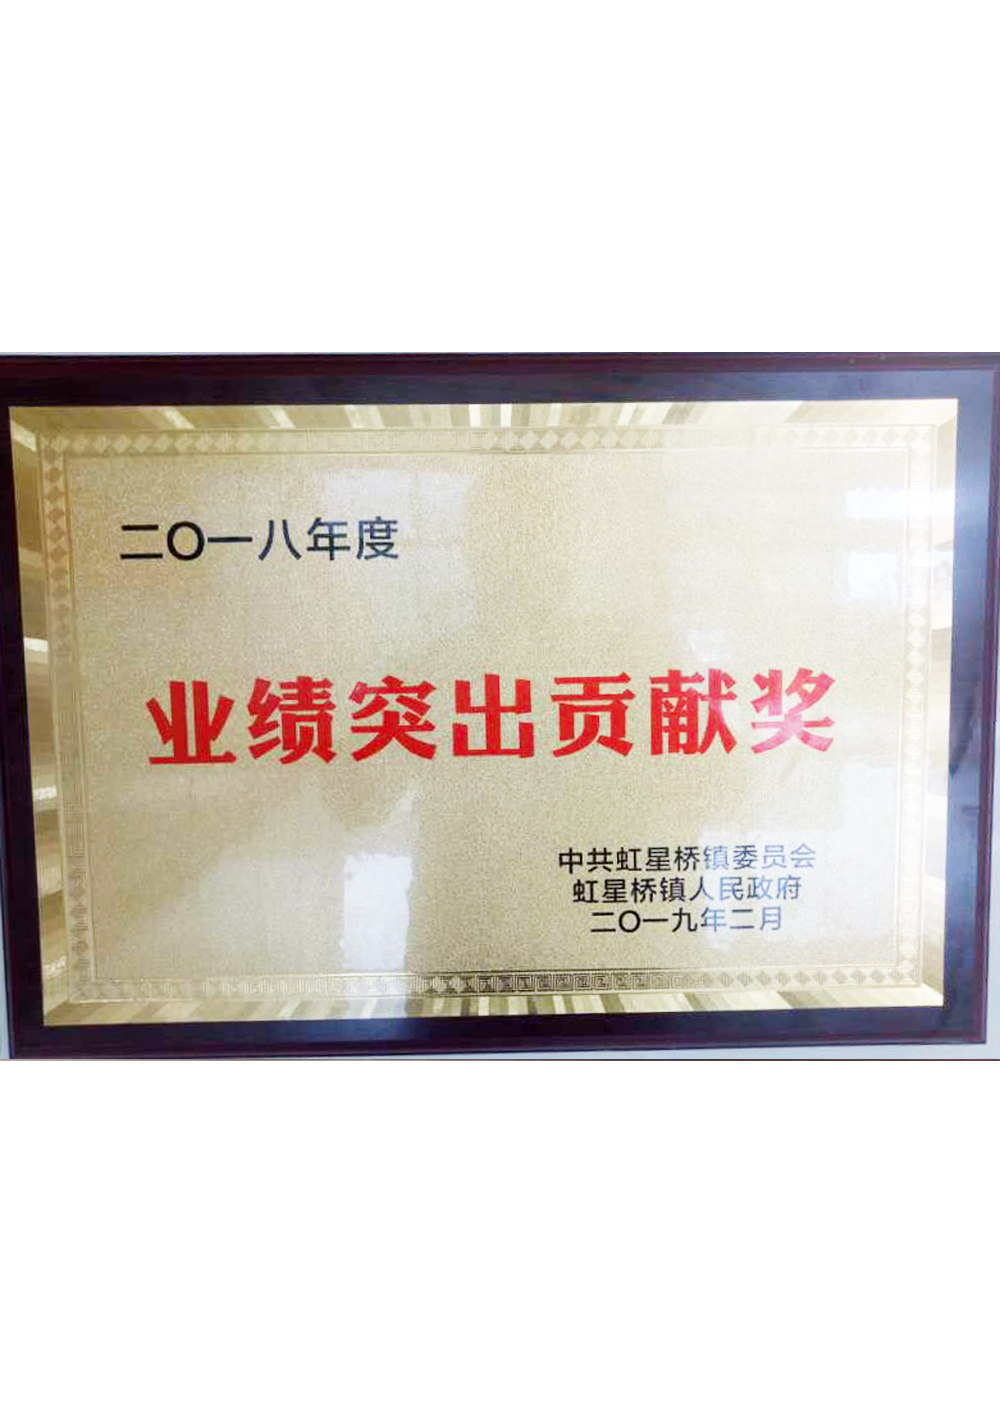 二〇一八年度
业绩突出贡献奖
中共虹星桥镇委员会
虹星桥镇人民政府
二〇一九年二月